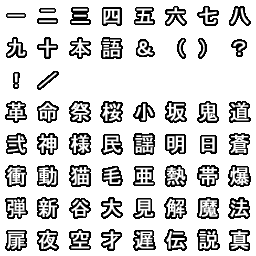 一二三四五六七八
九十本語＆（）？
！／
革命祭桜小坂鬼道
弐神様民謡明日蒼
衝動猫毛亜熱帯爆
弾新谷大見解魔法
扉夜空才遅伝説真